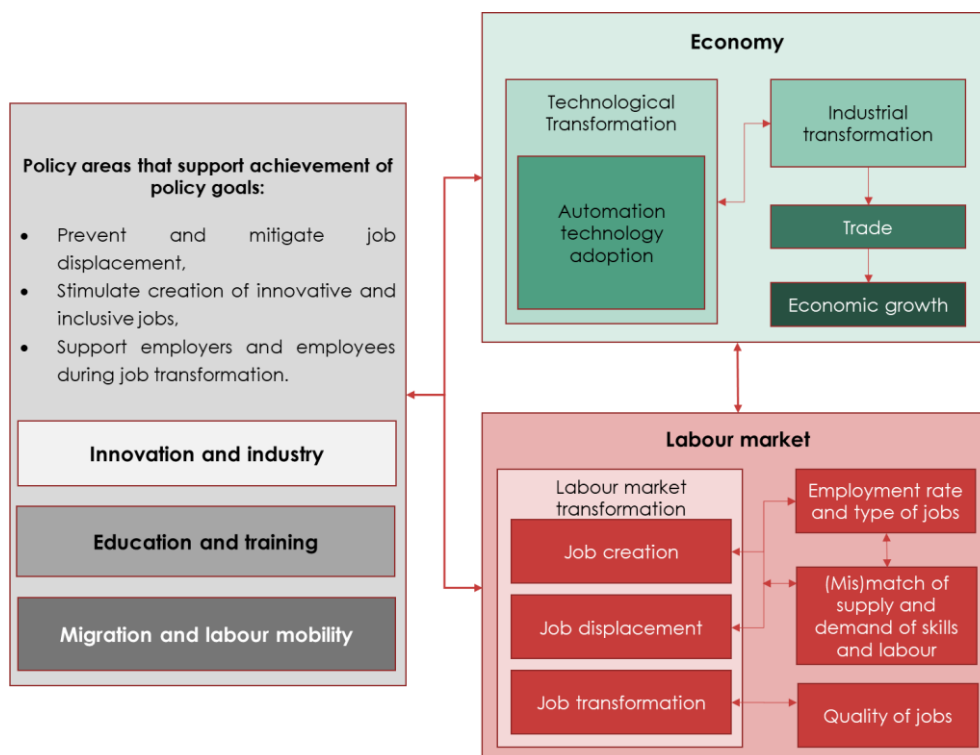 Policy areas that support achievement of
policy goals:
Prevent and mitigate job
displacement,
Stimulate creation of innovative and
inclusive jobs,
Support employers and employees
during job transformation.
Innovation and industry
Education and training
Migration and labour mobility
Economy
Technological
Transformation
Automation
technology
adoption
Industrial
transformation
Trade
Economic growth
Labour market
Labour market
transformation
Job creation
Job displacement
Job transformation
Employment rate
and type of jobs
(Mis)match of
supply and
demand of skills
and labour
Quality of jobs